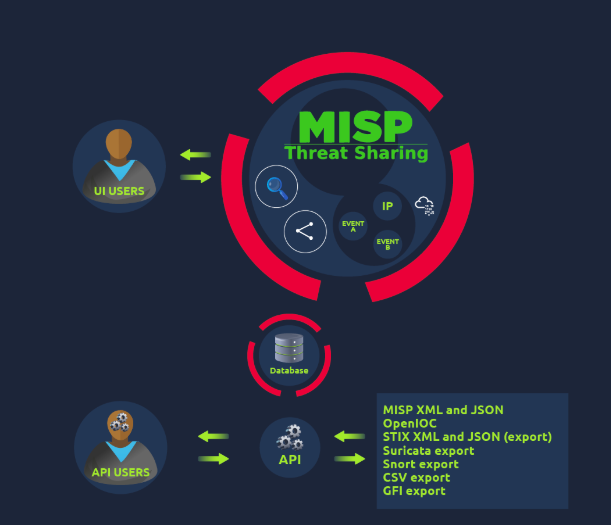 MISP
Threat Sharing
UI USERS
IP
EVENT
A
EVENT
B
Database
API USERS
API
MISP XML and JSON
OpenIOC
STIX XML and JSON (export)
Suricata export
Snort export
CSV export
GFI export